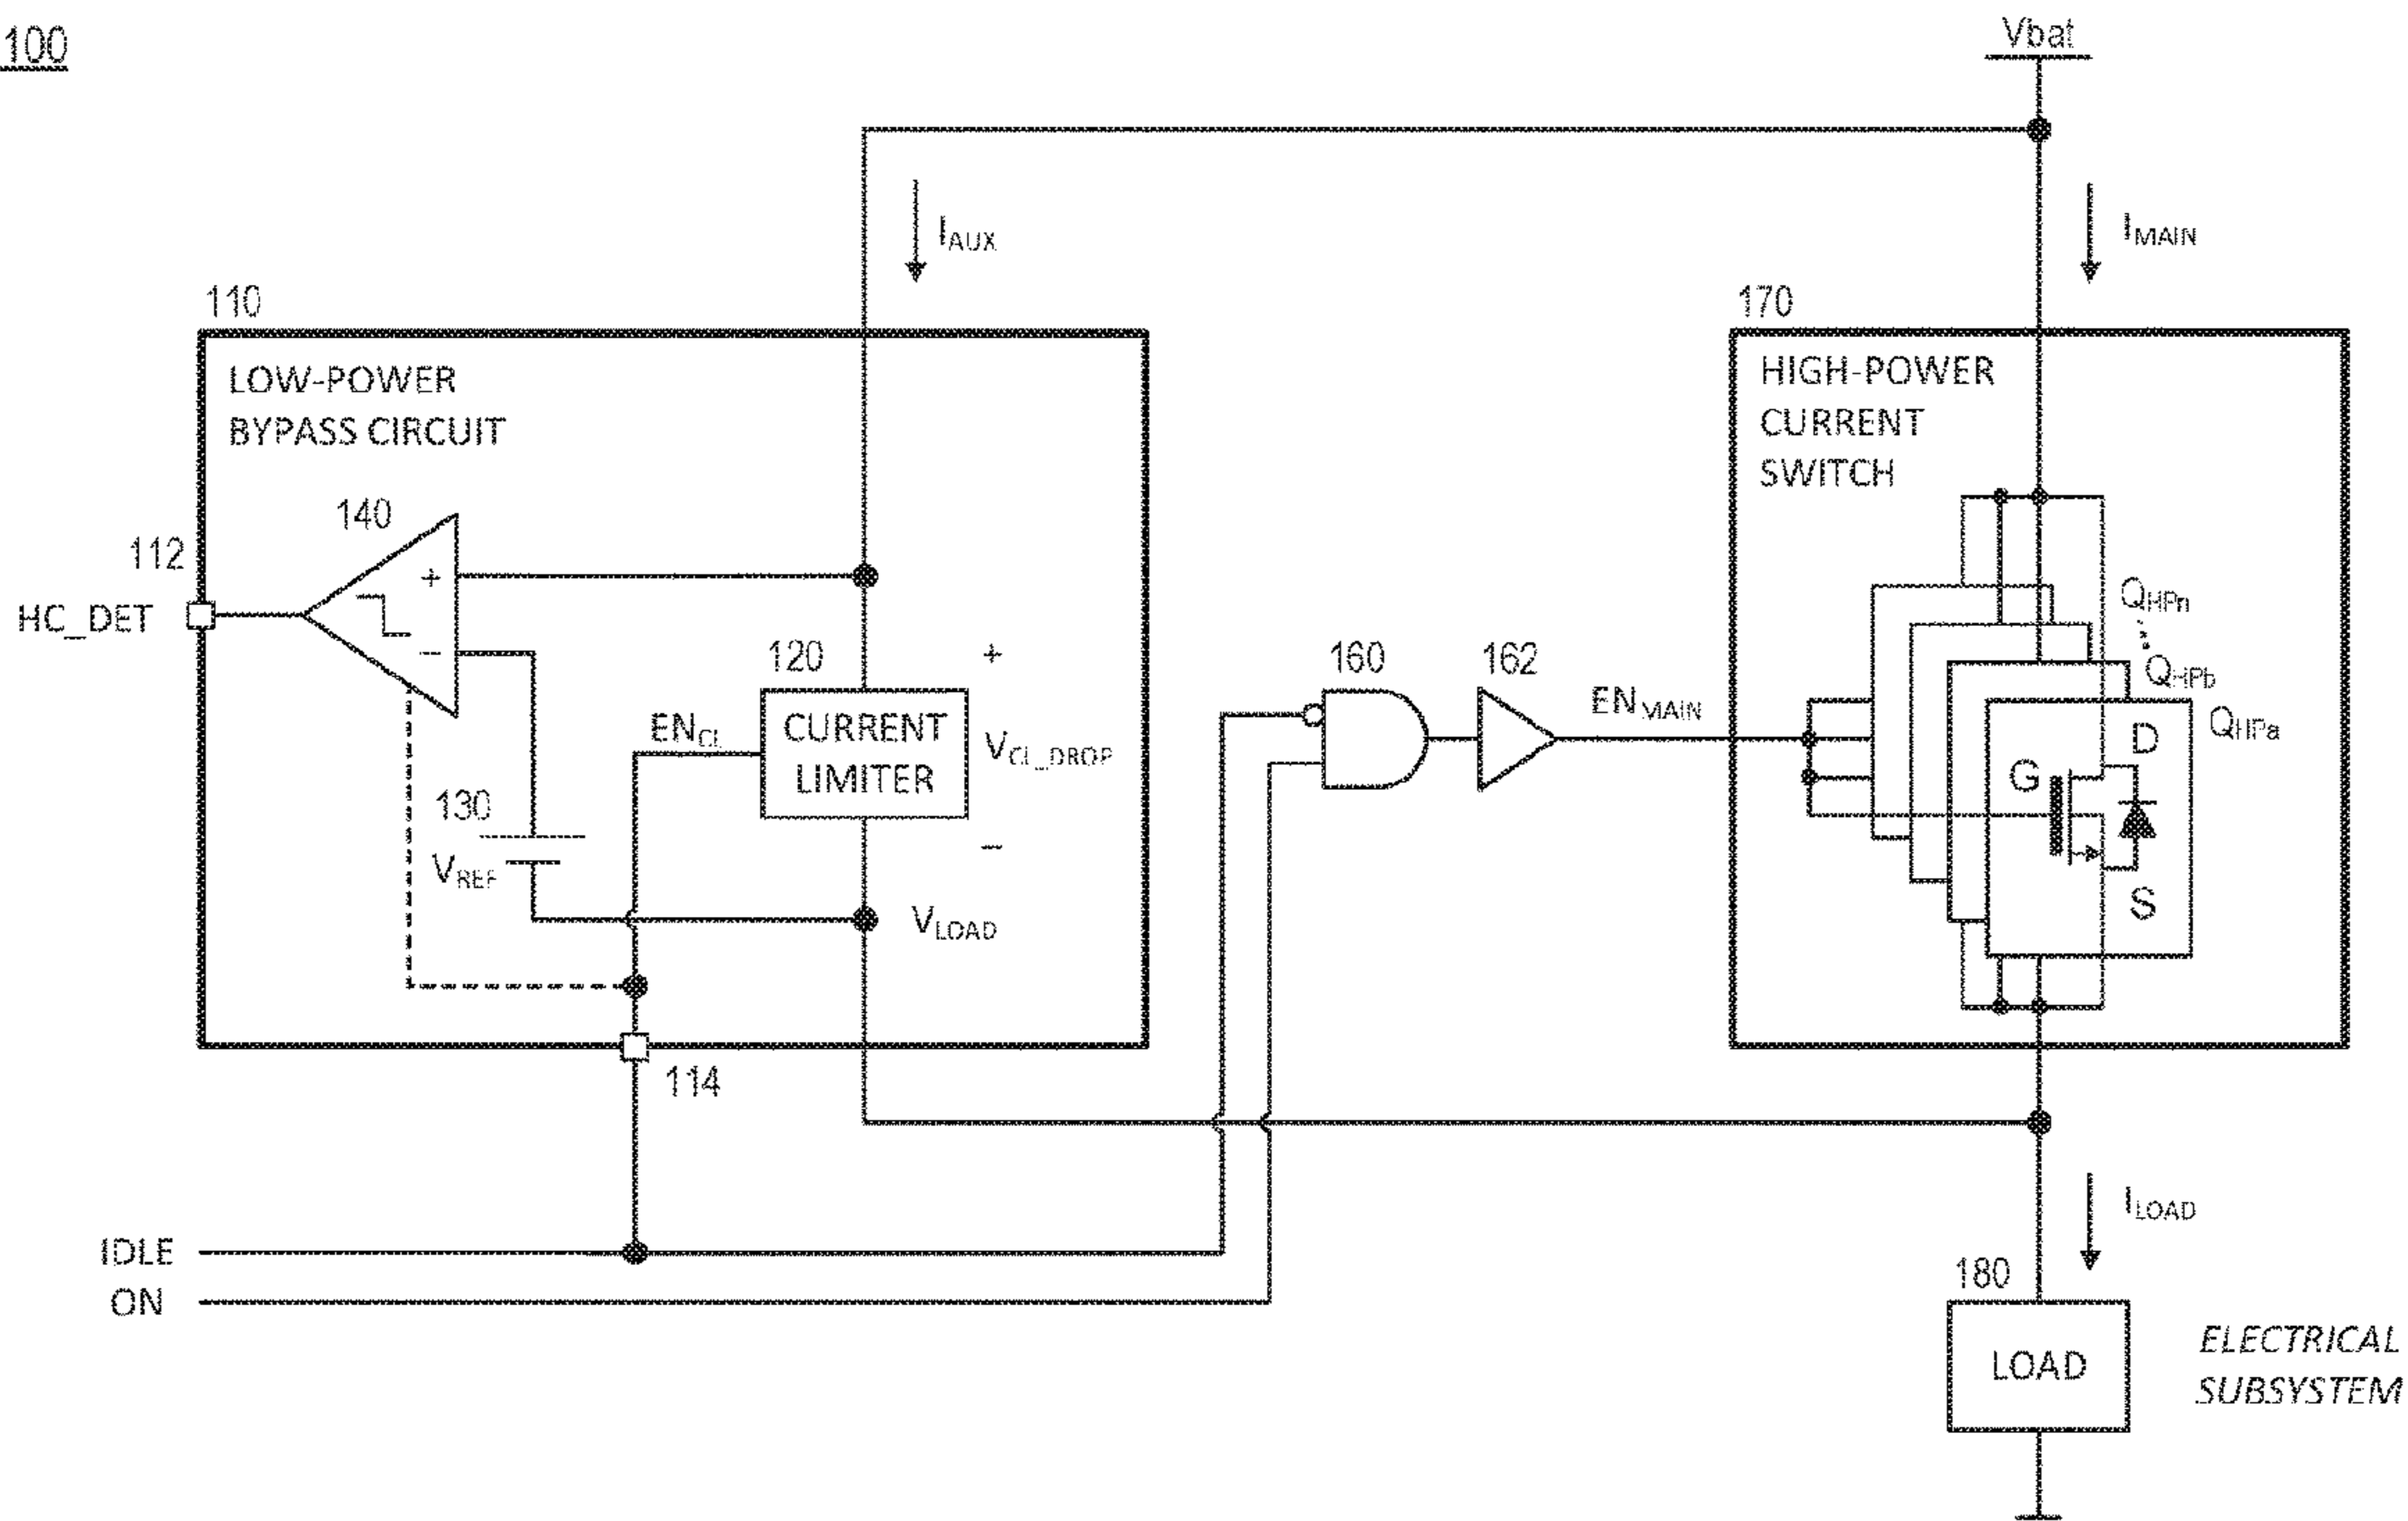 100
Vbat
I_AUX
I_MAIN
110
170
LOW-POWER
BYPASS CIRCUIT
HIGH-POWER
CURRENT
SWITCH
140
112
HC_DET
+
−
120
+
CURRENT
LIMITER
EN_CL
V_CL_DROP
−
130
V_REF
V_LOAD
160
162
EN_MAIN
Q_HPn
Q_HPb
Q_HPa
D
G
S
114
IDLE
ON
I_LOAD
180
LOAD
ELECTRICAL
SUBSYSTEM